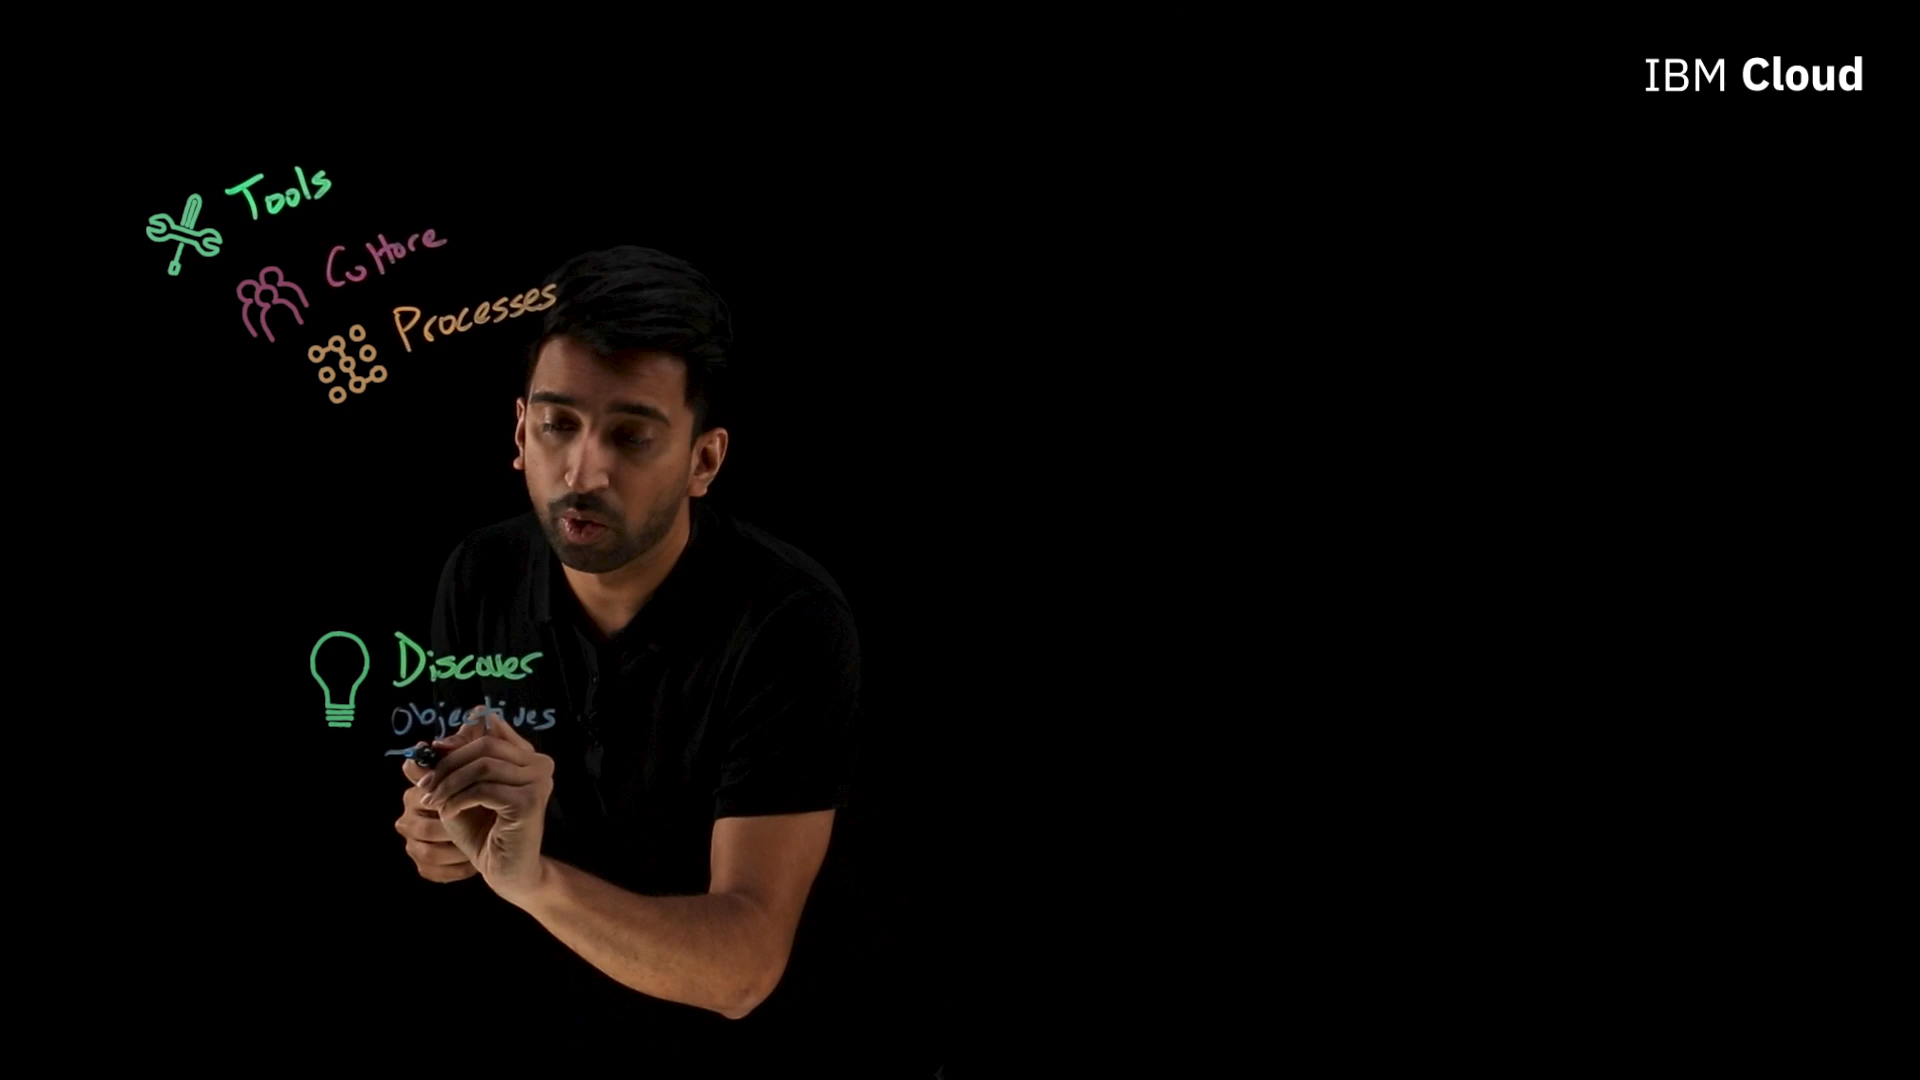 IBM Cloud
Tools
Culture
Processes
Discover
Objectives